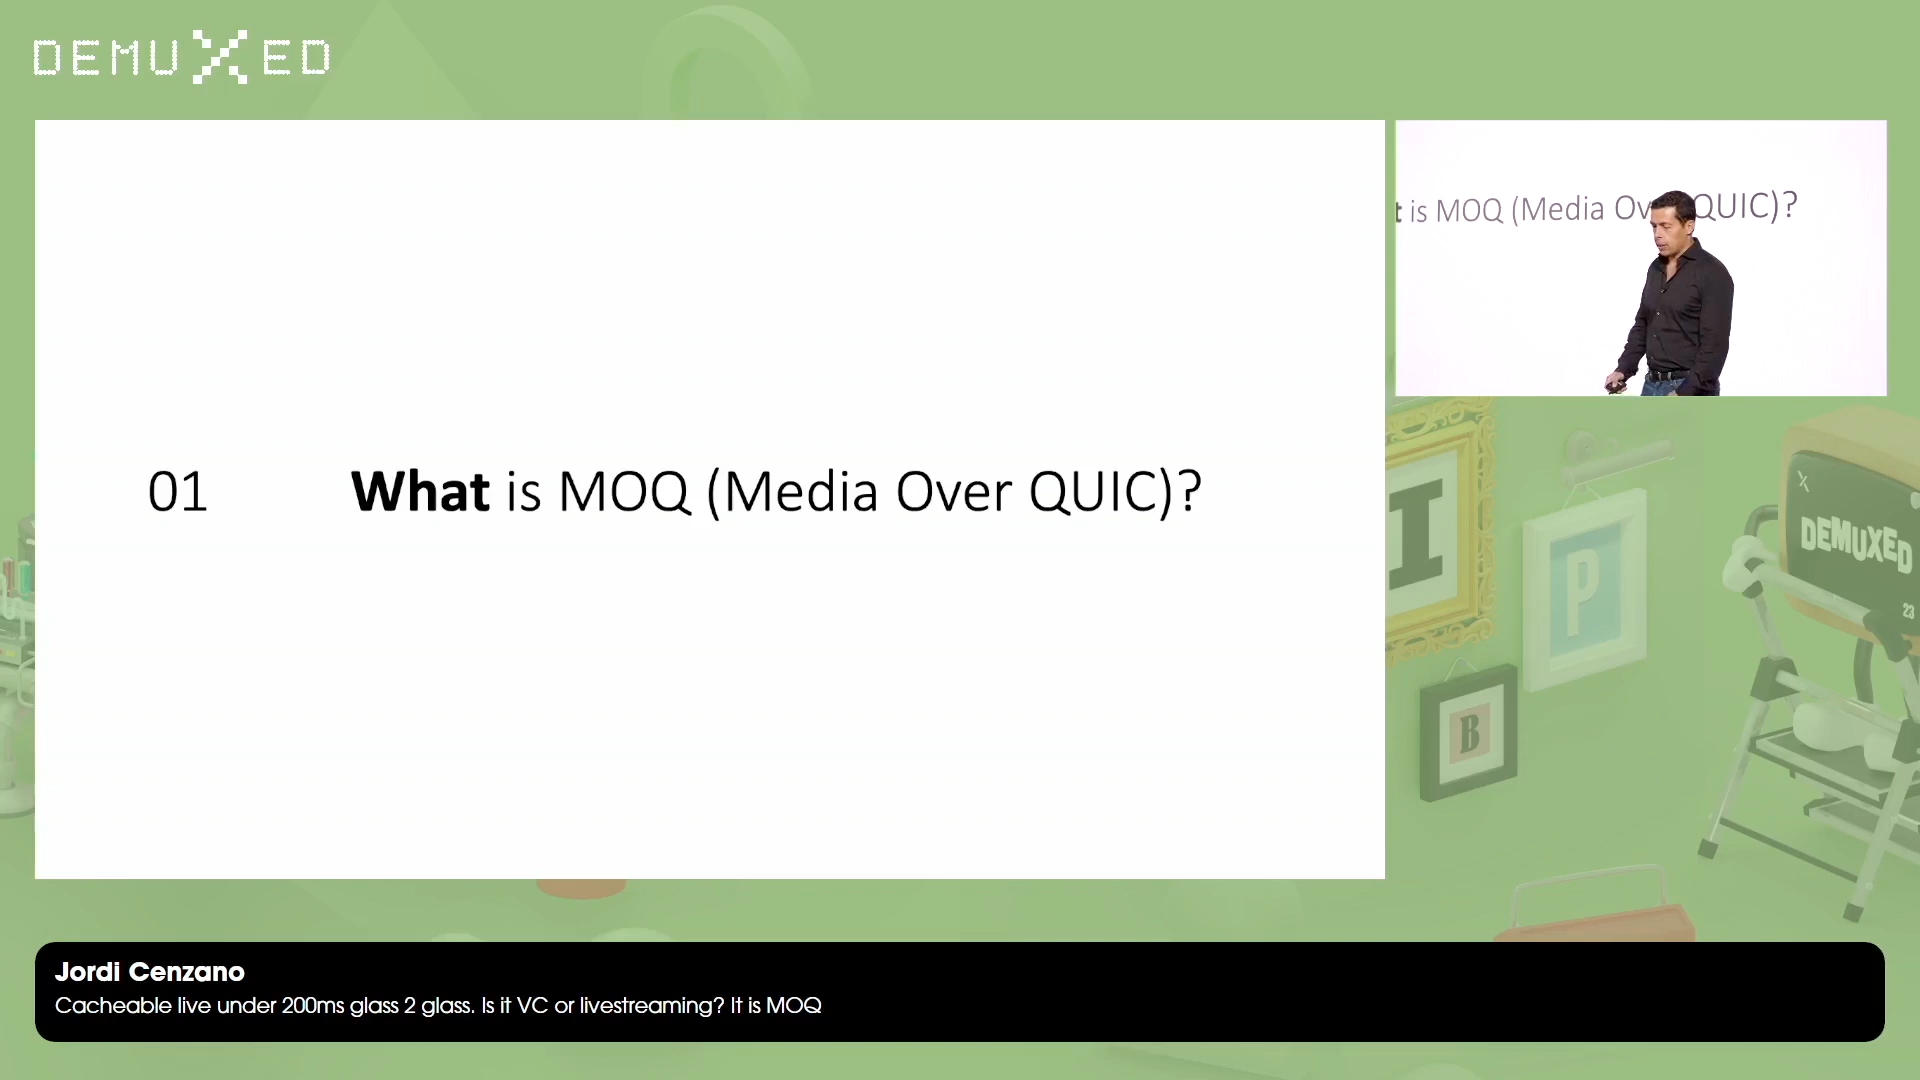 DEMUXED
t is MOQ (Media Ov QUIC)?
01 What is MOQ (Media Over QUIC)?
I
P
DEMUXED
23
B
Jordi Cenzano
Cacheable live under 200ms glass 2 glass. Is it VC or livestreaming? It is MOQ